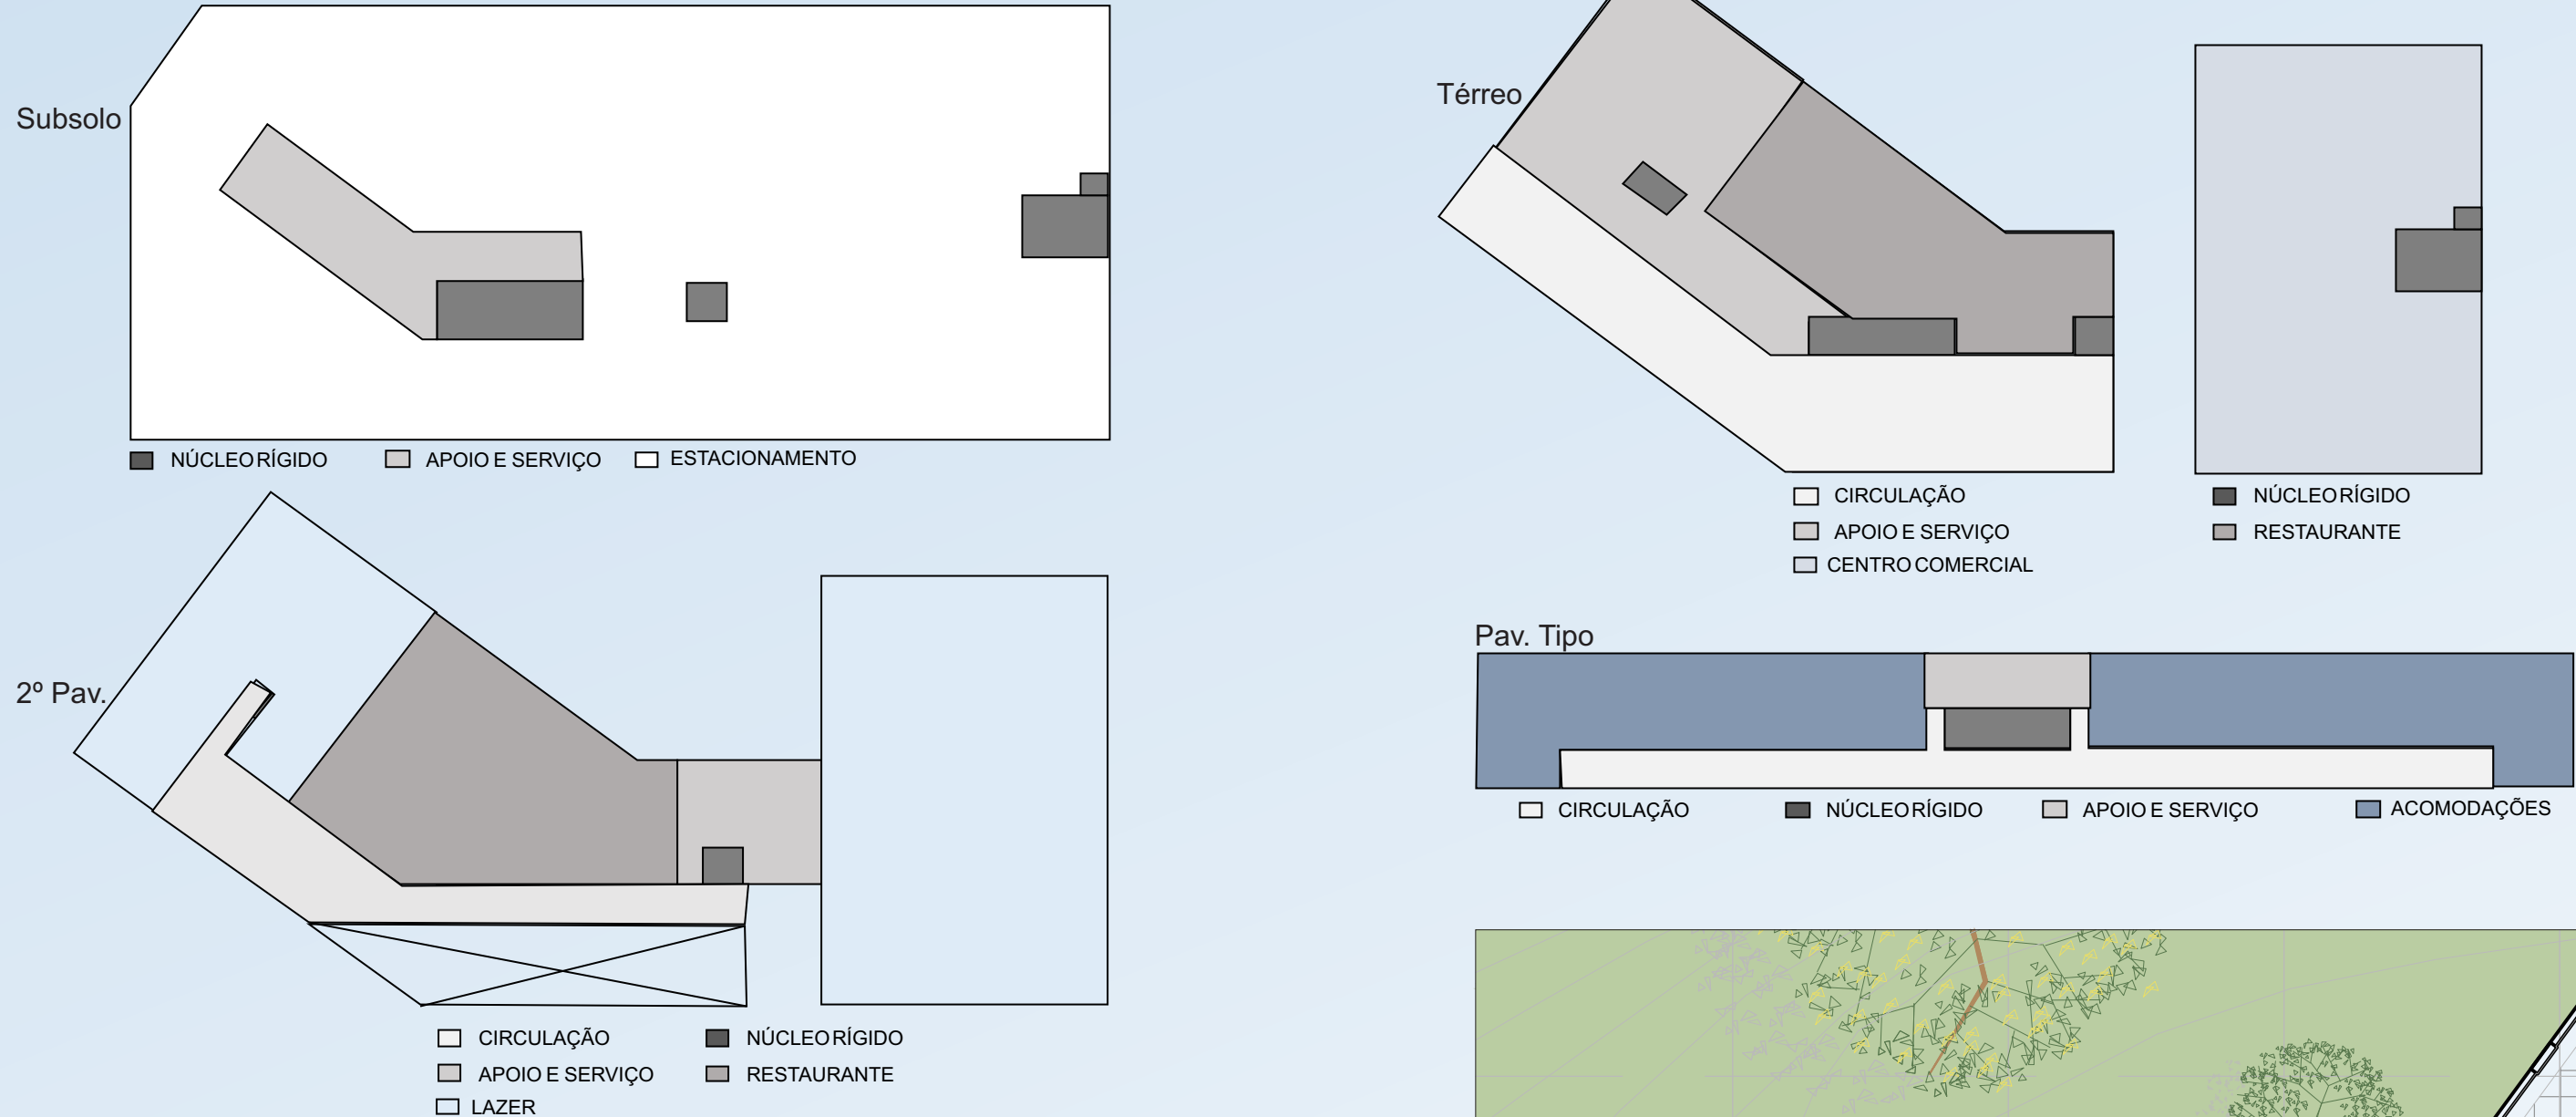 Subsolo
NÚCLEO RÍGIDO APOIO E SERVIÇO ESTACIONAMENTO
Térreo
CIRCULAÇÃO NÚCLEO RÍGIDO
APOIO E SERVIÇO RESTAURANTE
CENTRO COMERCIAL
2º Pav.
CIRCULAÇÃO NÚCLEO RÍGIDO
APOIO E SERVIÇO RESTAURANTE
LAZER
Pav. Tipo
CIRCULAÇÃO NÚCLEO RÍGIDO APOIO E SERVIÇO ACOMODAÇÕES